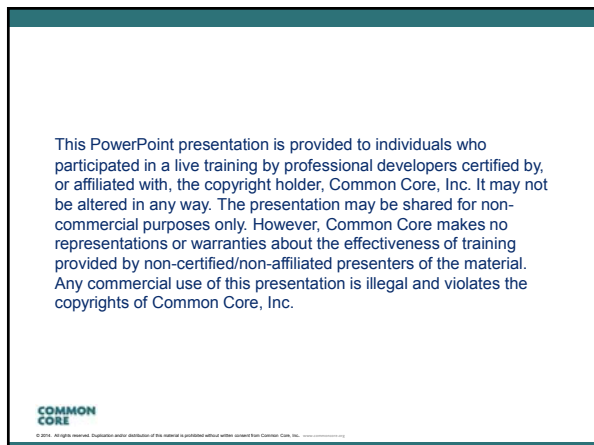 This PowerPoint presentation is provided to individuals who
participated in a live training by professional developers certified by,
or affiliated with, the copyright holder, Common Core, Inc. It may not
be altered in any way. The presentation may be shared for non-
commercial purposes only. However, Common Core makes no
representations or warranties about the effectiveness of training
provided by non-certified/non-affiliated presenters of the material.
Any commercial use of this presentation is illegal and violates the
copyrights of Common Core, Inc.
COMMON
CORE
© 2014. All rights reserved. Duplication and/or distribution of this material is prohibited without written consent from Common Core, Inc. www.commoncore.org